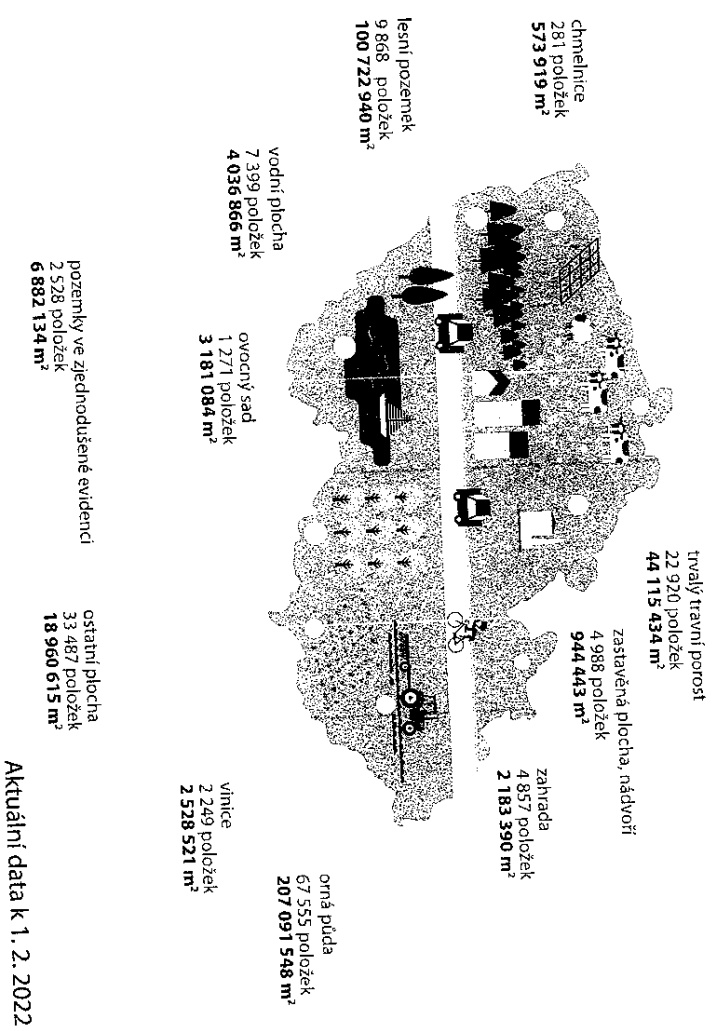 chmelnice
281 položek
573 919 m²
lesní pozemek
9 868 položek
100 722 940 m²
vodní plocha
7 399 položek
4 036 866 m²
ovocný sad
1 271 položek
3 181 084 m²
pozemky ve zjednodušené evidenci
2 528 položek
6 882 134 m²
ostatní plocha
33 487 položek
18 960 615 m²
trvalý travní porost
22 920 položek
44 115 434 m²
zastavěná plocha, nádvoří
4 988 položek
944 443 m²
zahrada
4 857 položek
2 183 390 m²
vinice
2 249 položek
2 528 521 m²
orná půda
67 555 položek
207 091 548 m²
Aktuální data k 1. 2. 2022